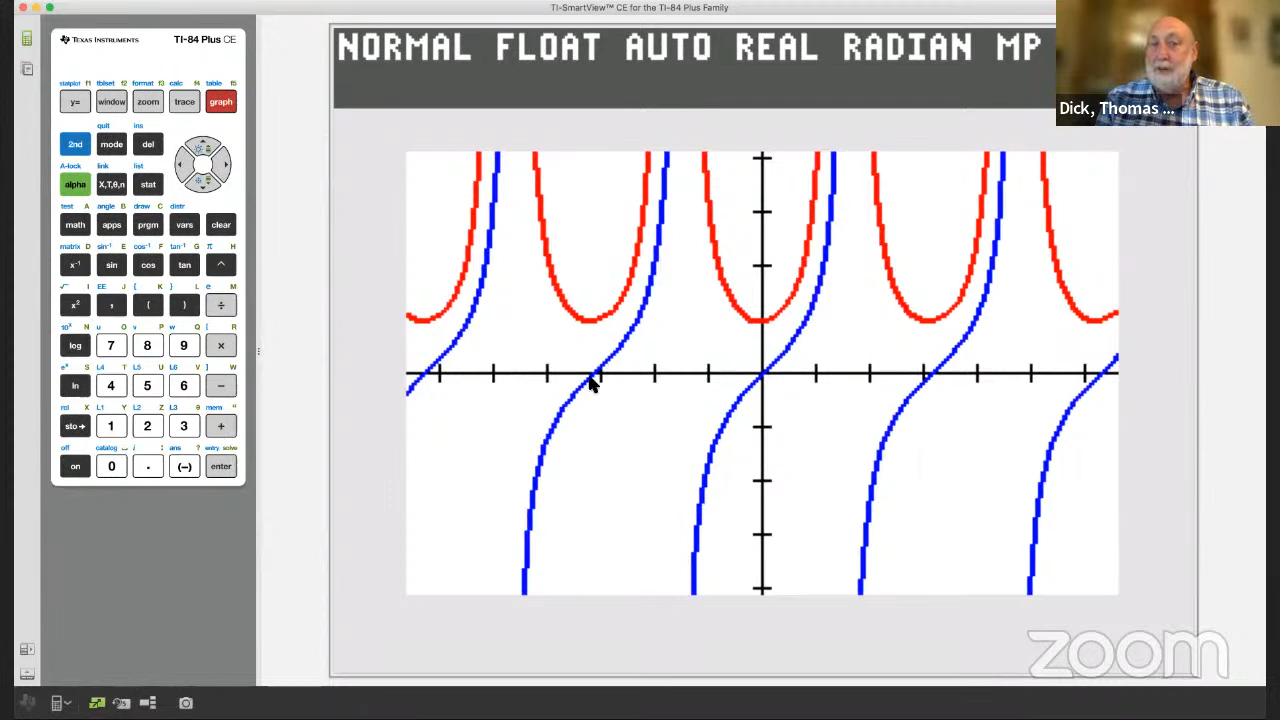 TI-SmartView™ CE for the TI-84 Plus Family
NORMAL FLOAT AUTO REAL RADIAN MP
Dick, Thomas ...
TEXAS INSTRUMENTS TI-84 Plus CE
statplot f1 tblset f2 format f3 calc f4 table f5
y= window zoom trace graph
quit ins
2nd mode del
A-lock link list
alpha X,T,θ,n stat
test A angle B draw C distr
math apps prgm vars clear
matrix D sin⁻¹ E cos⁻¹ F tan⁻¹ G π H
x⁻¹ sin cos tan ^
√ I EE J { K } L e M
x² , ( ) ÷
10ˣ N u O v P w Q [ R
log 7 8 9 ×
eˣ S L4 T L5 U L6 V ] W
ln 4 5 6 −
rcl X L1 Y L2 Z L3 θ mem "
sto→ 1 2 3 +
off catalog i : ans ? entry solve
on 0 . (−) enter
zoom